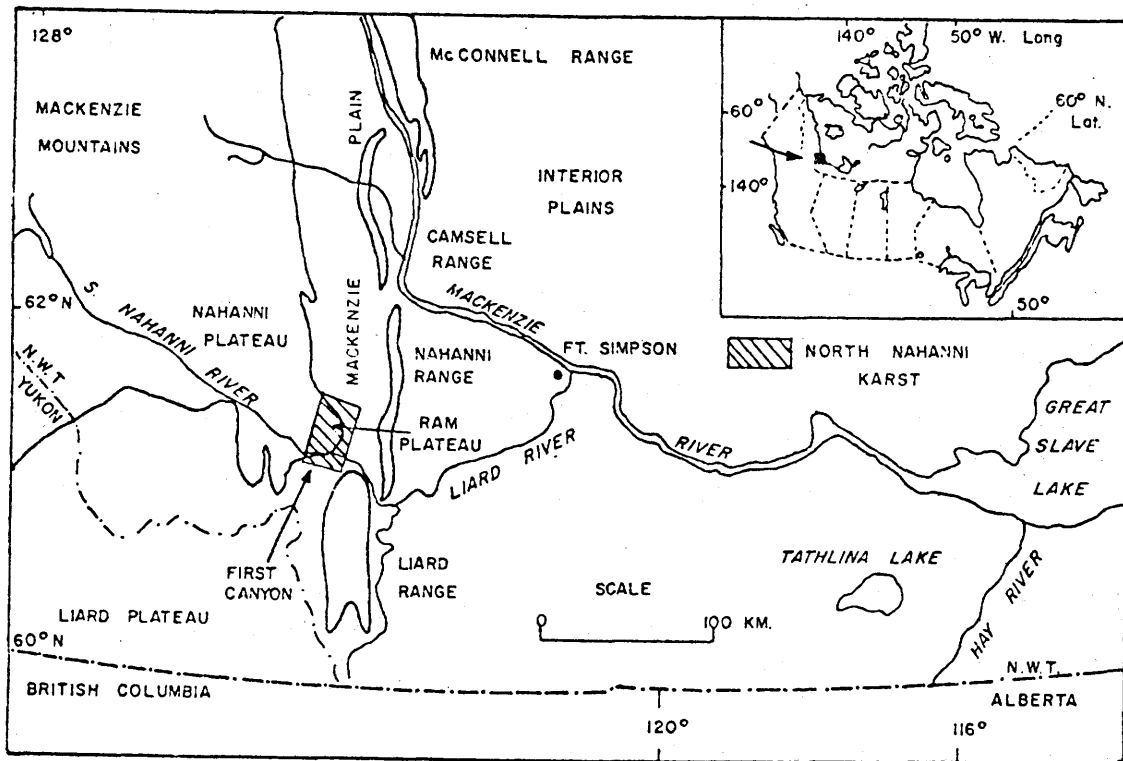 128°
McCONNELL RANGE
MACKENZIE
MOUNTAINS
PLAIN
INTERIOR
PLAINS
CAMSELL
RANGE
62°N
S. NAHANNI RIVER
NAHANNI
PLATEAU
MACKENZIE
MACKENZIE
RIVER
NAHANNI
RANGE
FT. SIMPSON
N.W.T
YUKON
RAM
PLATEAU
LIARD RIVER
FIRST
CANYON
LIARD
RANGE
LIARD PLATEAU
60°N
BRITISH COLUMBIA
SCALE
0 100 KM.
TATHLINA LAKE
GREAT
SLAVE
LAKE
HAY RIVER
N.W.T.
ALBERTA
120°
116°
140° 50° W. Long
60°
60° N.
Lat.
140°
50°
NORTH NAHANNI
KARST